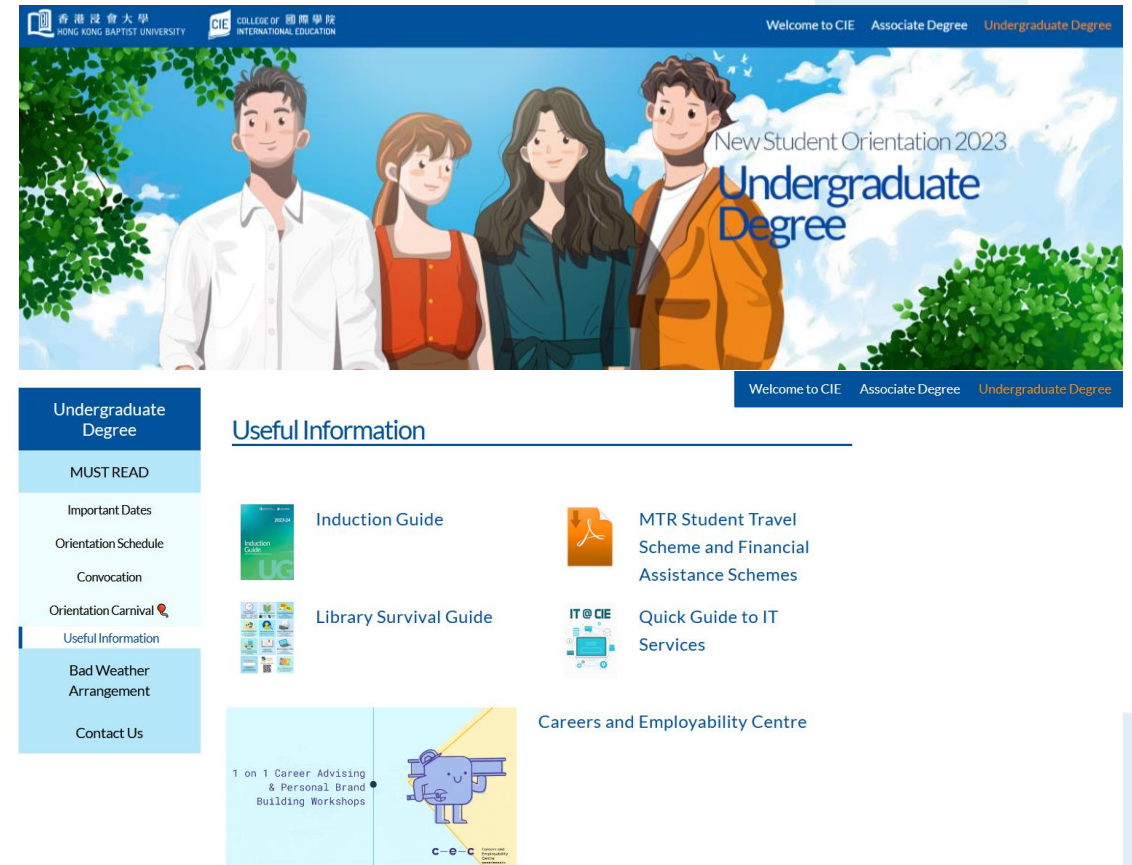 香港浸會大學
HONG KONG BAPTIST UNIVERSITY
CIE
COLLEGE OF 國際學院
INTERNATIONAL EDUCATION
Welcome to CIE Associate Degree Undergraduate Degree
New Student Orientation 2023
Undergraduate
Degree
Welcome to CIE Associate Degree Undergraduate Degree
Undergraduate
Degree
MUST READ
Important Dates
Orientation Schedule
Convocation
Orientation Carnival
Useful Information
Bad Weather
Arrangement
Contact Us
Useful Information
2023-24
Induction
Guide
UG
Induction Guide
MTR Student Travel
Scheme and Financial
Assistance Schemes
Library Survival Guide
IT @ CIE
Quick Guide to IT
Services
1 on 1 Career Advising
& Personal Brand
Building Workshops
c-e-c
Careers and
Employability
Centre
Careers and Employability Centre